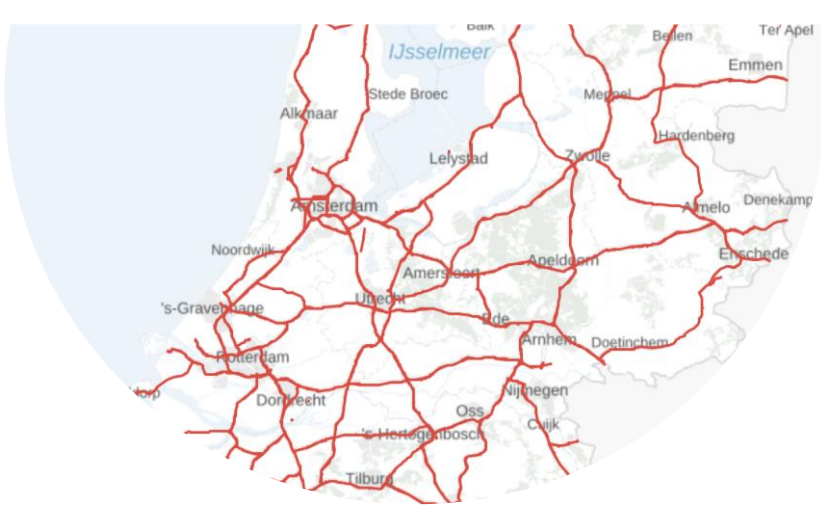 Balk
Ter Apel
Beilen
IJsselmeer
Emmen
Stede Broec
Meppel
Alkmaar
Hardenberg
Lelystad
Zwolle
Denekamp
Amsterdam
Almelo
Noordwijk
Enschede
Apeldoorn
Amersfoort
Utrecht
's-Gravenhage
Ede
Arnhem
Doetinchem
Rotterdam
Nijmegen
Dordrecht
Oss
Cuijk
's-Hertogenbosch
Tilburg